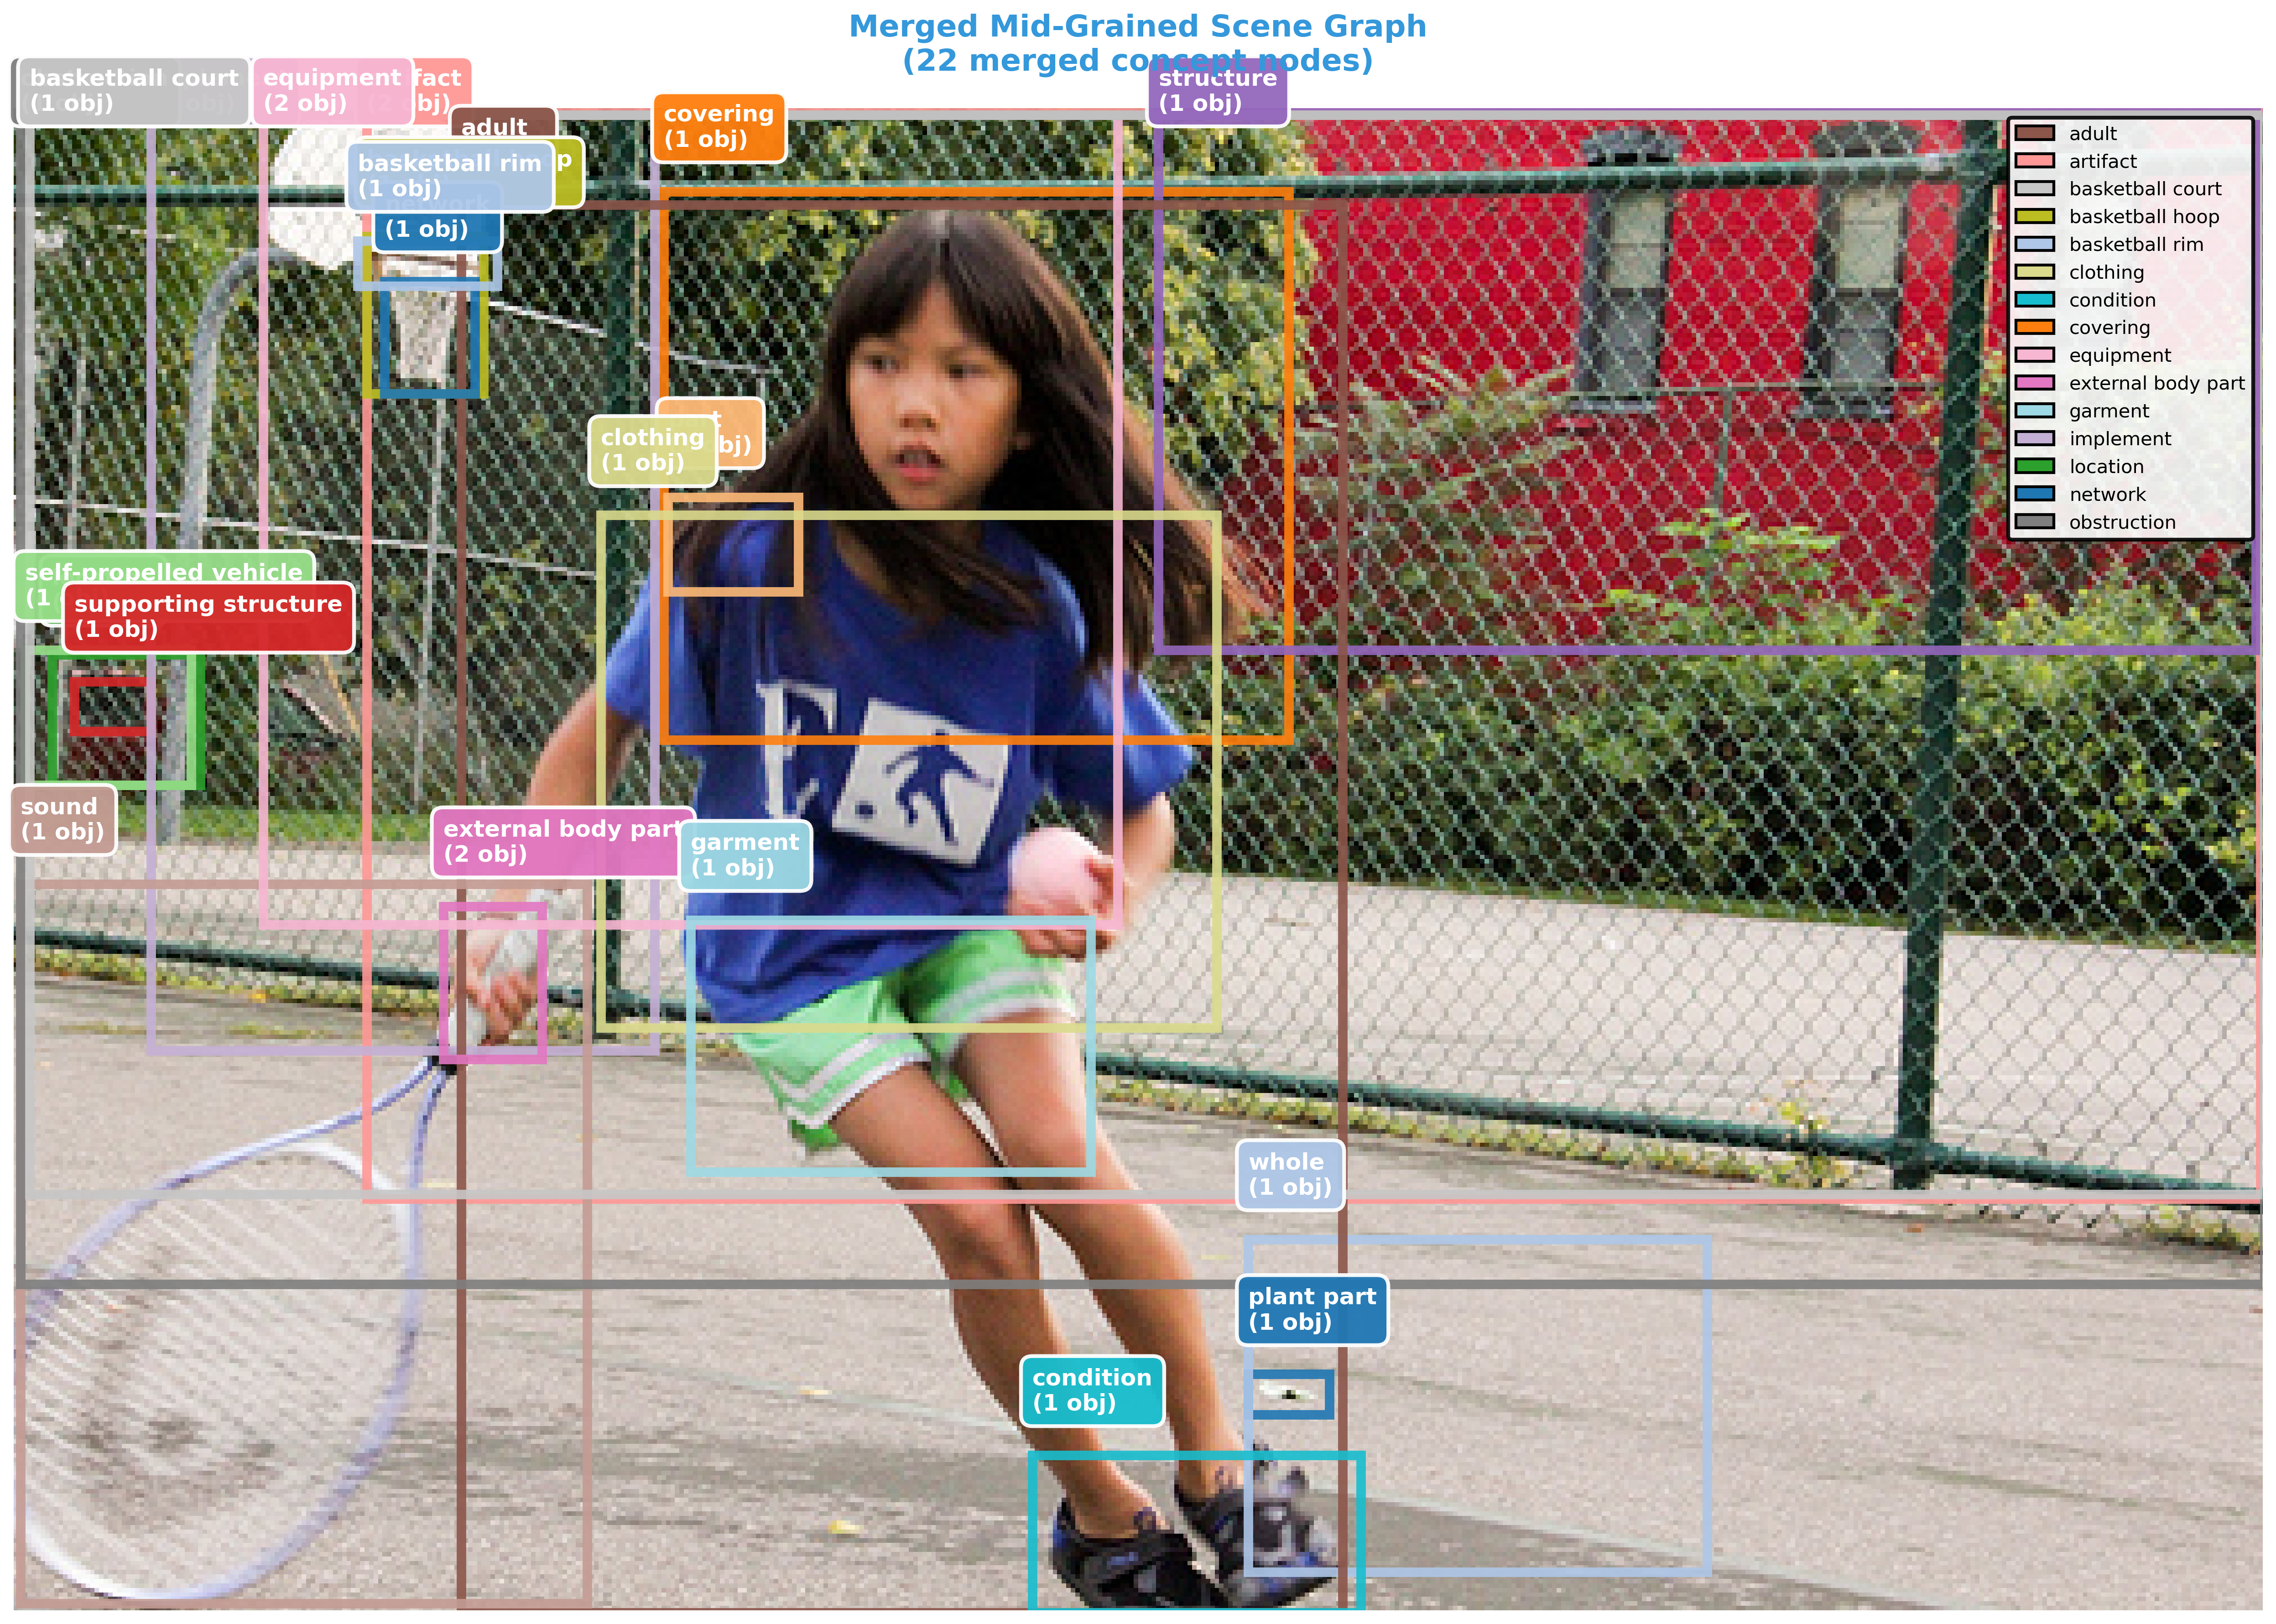 Merged Mid-Grained Scene Graph
(22 merged concept nodes)
basketball court
(1 obj)
equipment
(2 obj)
structure
(1 obj)
covering
(1 obj)
adult
basketball rim
(1 obj)
(1 obj)
clothing
(1 obj)
self-propelled vehicle
supporting structure
(1 obj)
sound
(1 obj)
external body part
(2 obj)
garment
(1 obj)
whole
(1 obj)
plant part
(1 obj)
condition
(1 obj)
adult
artifact
basketball court
basketball hoop
basketball rim
clothing
condition
covering
equipment
external body part
garment
implement
location
network
obstruction